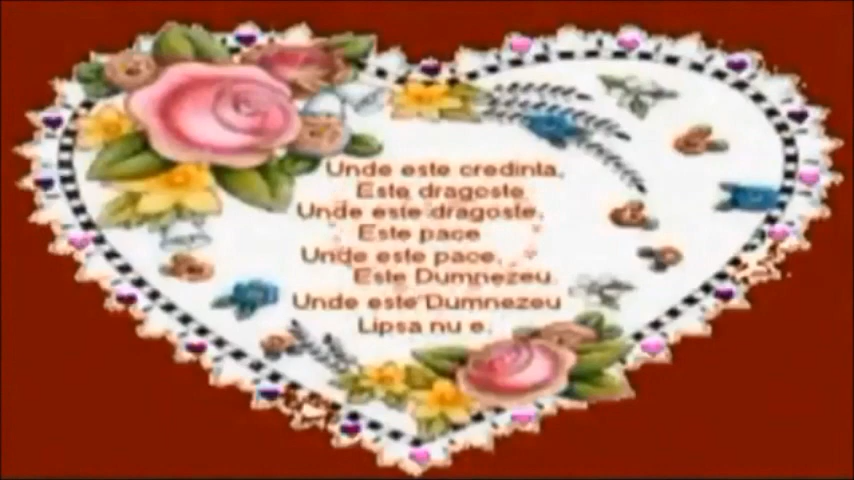 Unde este credinta,
Este dragoste
Unde este dragoste,
Este pace
Unde este pace,
Este Dumnezeu
Unde este Dumnezeu
Lipsa nu e.